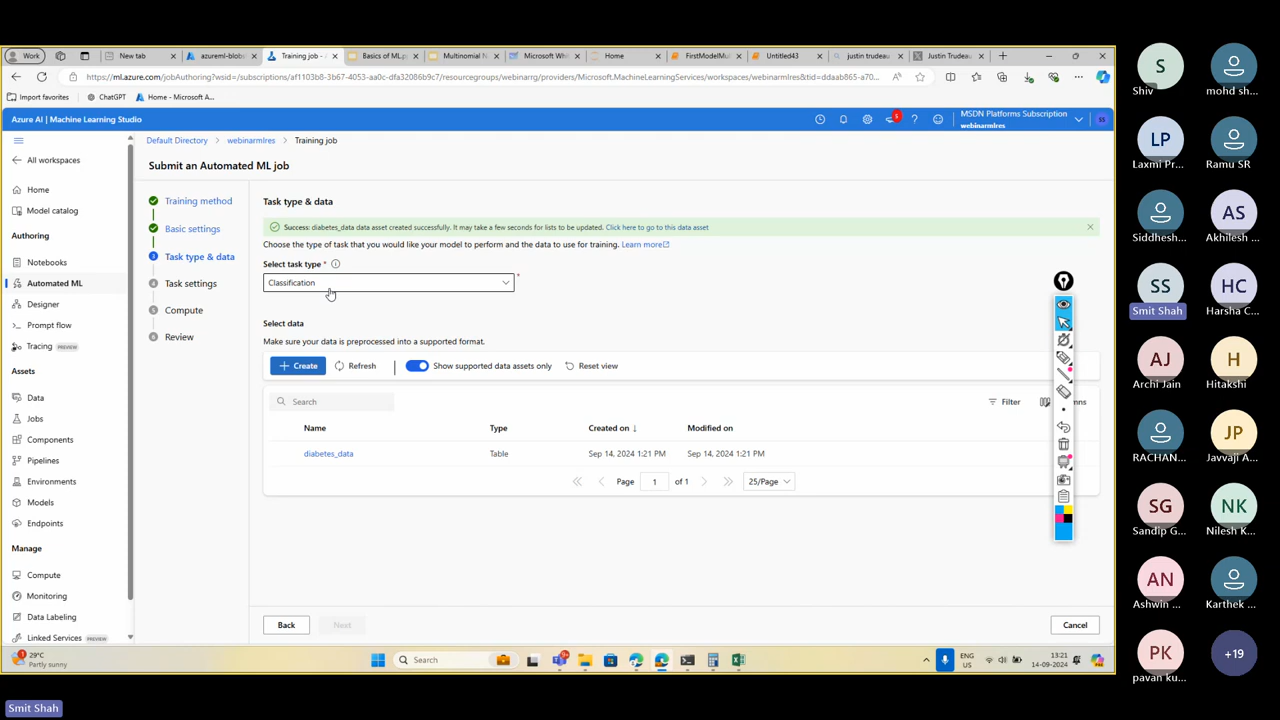 Work
New tab
azureml-blob
Training job -
Basics of ML.p
Multinomial N
Microsoft Whi
Home
FirstModelMul
Untitled43
justin trudeau
Justin Trudeau
https://ml.azure.com/jobAuthoring?wsid=/subscriptions/af1103b8-3b67-4053-aa0c-dfa32086b9c7/resourcegroups/webinarrg/providers/Microsoft.MachineLearningServices/workspaces/webinarmlres&tid=ddaab865-a70...
Import favorites
ChatGPT
Home - Microsoft A...
Azure AI | Machine Learning Studio
5
MSDN Platforms Subscription
webinarmlres
SS
All workspaces
Home
Model catalog
Authoring
Notebooks
Automated ML
Designer
Prompt flow
Tracing PREVIEW
Assets
Data
Jobs
Components
Pipelines
Environments
Models
Endpoints
Manage
Compute
Monitoring
Data Labeling
Linked Services PREVIEW
Default Directory > webinarmlres > Training job
Submit an Automated ML job
Training method
Basic settings
3 Task type & data
4 Task settings
5 Compute
6 Review
Task type & data
Success: diabetes_data data asset created successfully. It may take a few seconds for lists to be updated. Click here to go to this data asset
Choose the type of task that you would like your model to perform and the data to use for training. Learn more
Select task type *
Classification
*
Select data
Make sure your data is preprocessed into a supported format.
+ Create
Refresh
Show supported data assets only
Reset view
Search
Filter
mns
Name Type Created on ↓ Modified on
diabetes_data Table Sep 14, 2024 1:21 PM Sep 14, 2024 1:21 PM
Page 1 of 1 25/Page
Back
Next
Cancel
29°C
Partly sunny
Search
ENG
US
13:21
14-09-2024
Smit Shah
S
Shiv
mohd sh...
LP
Laxmi Pr...
Ramu SR
Siddhesh...
AS
Akhilesh ...
SS
Smit Shah
HC
Harsha C...
AJ
Archi Jain
H
Hitakshi
RACHAN...
JP
Javvaji A...
SG
Sandip G...
NK
Nilesh K...
AN
Ashwin ...
Karthek ...
PK
pavan ku...
+19